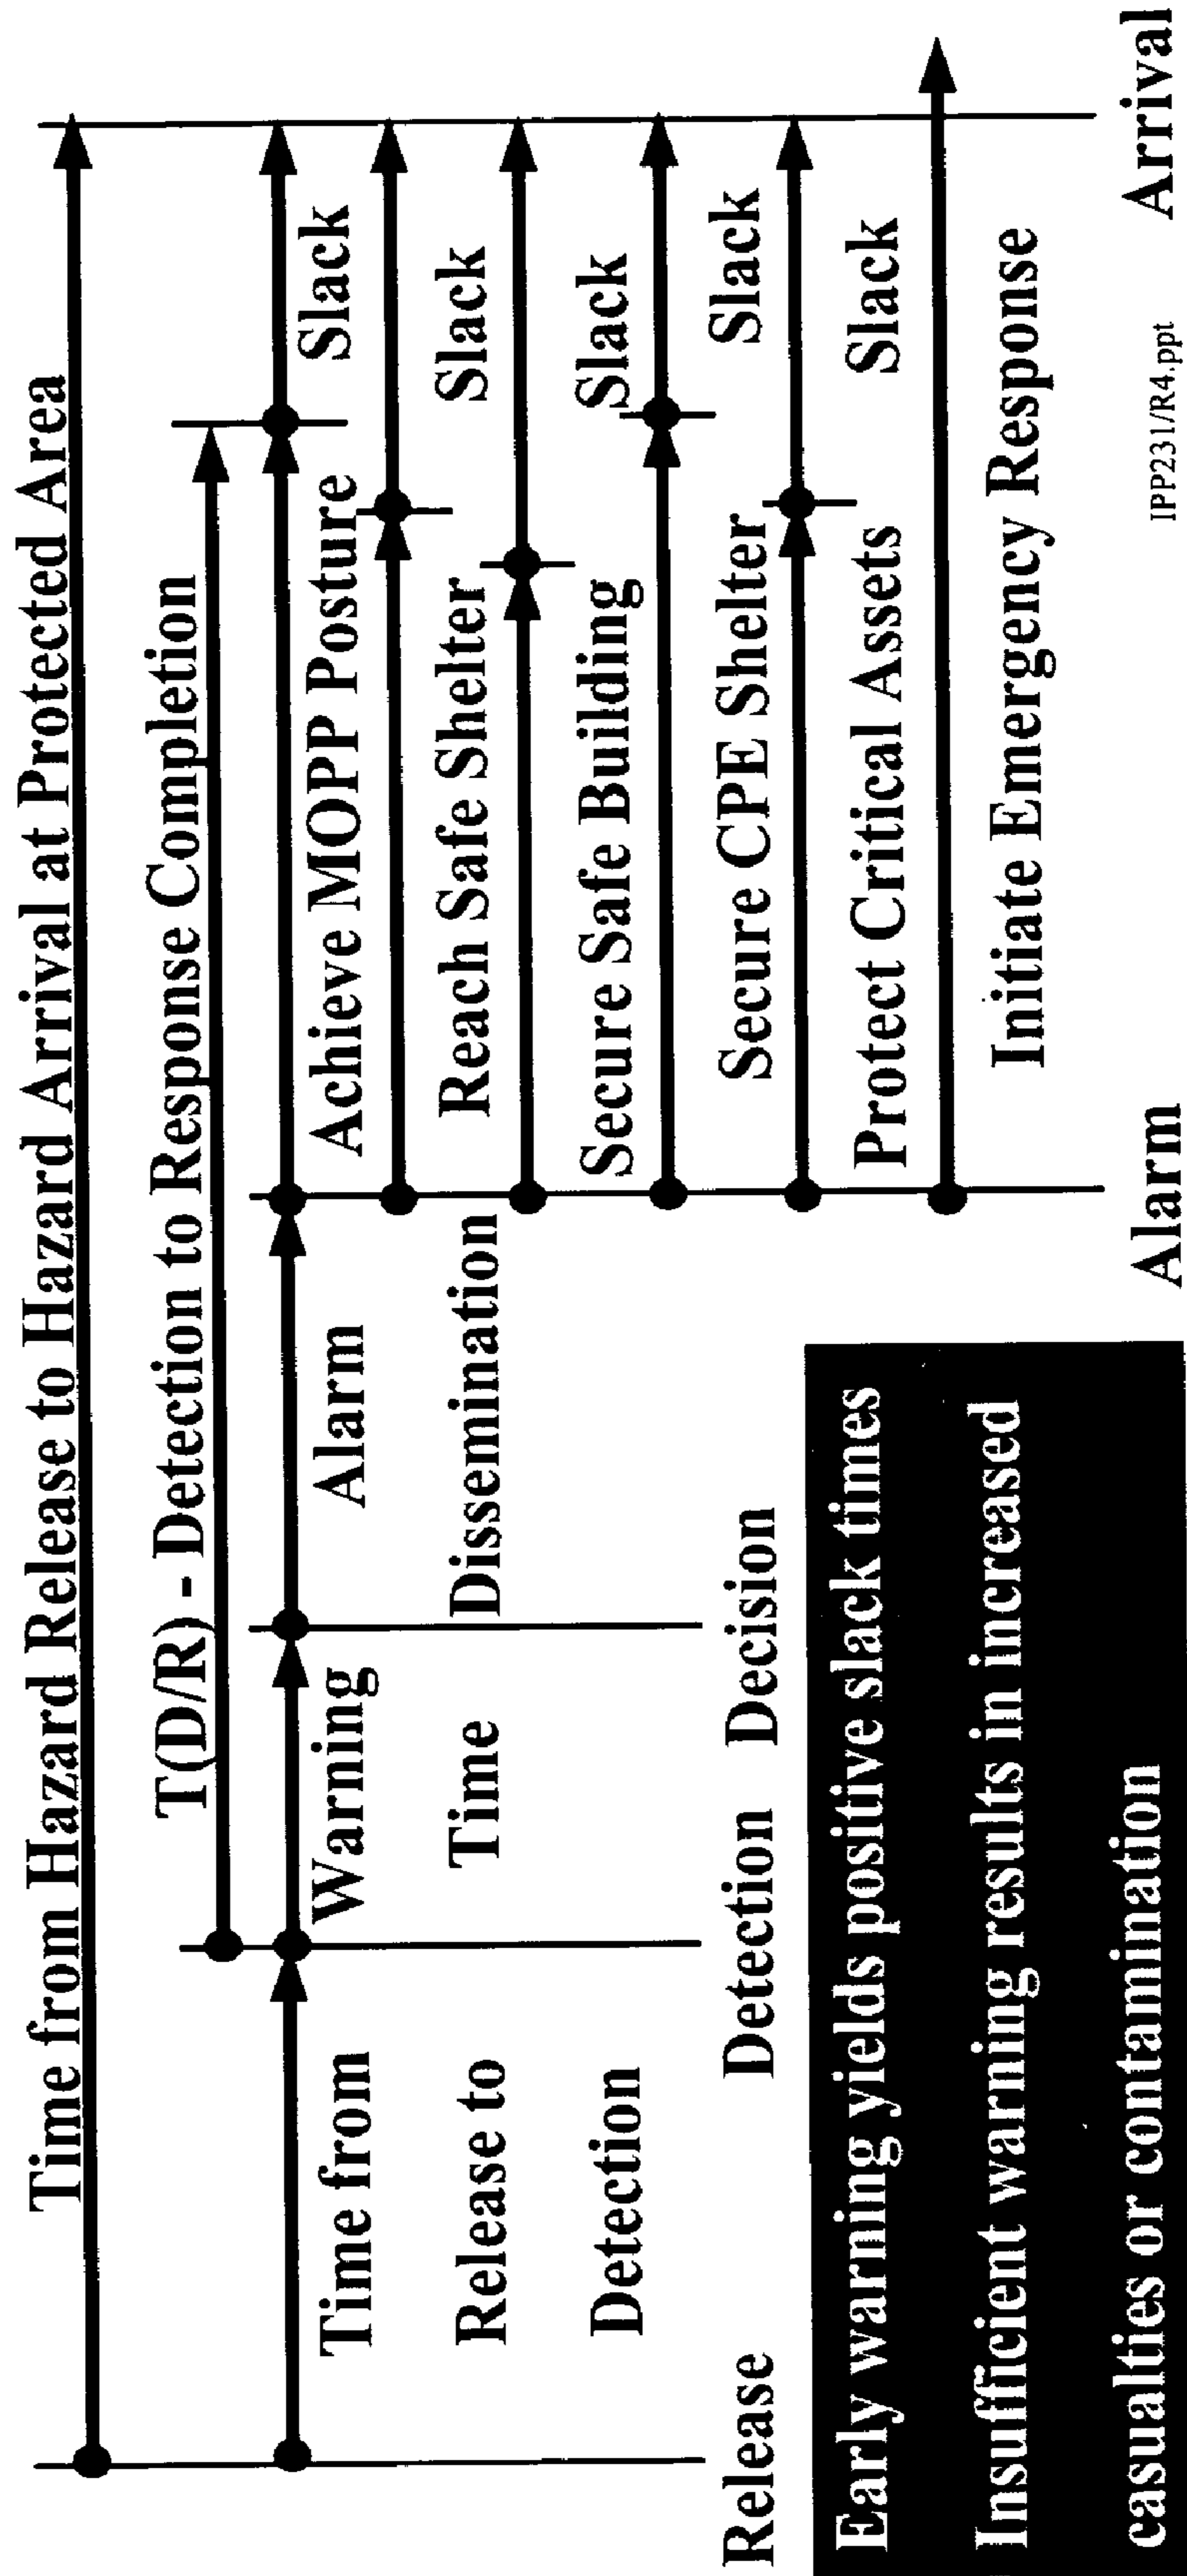 Time from Hazard Release to Hazard Arrival at Protected Area
T(D/R) - Detection to Response Completion
Time from
Release to
Detection
Warning
Time
Alarm
Dissemination
Achieve MOPP Posture
Slack
Reach Safe Shelter
Slack
Secure Safe Building
Slack
Secure CPE Shelter
Slack
Protect Critical Assets
Slack
Initiate Emergency Response
Release
Detection
Decision
Alarm
Arrival
Early warning yields positive slack times
Insufficient warning results in increased
casualties or contamination
IPP231/R4.ppt